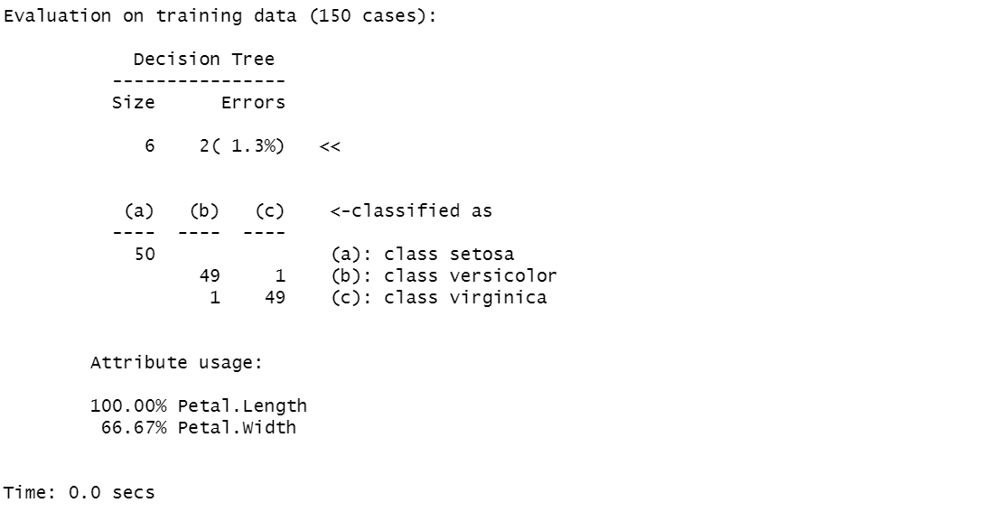 Evaluation on training data (150 cases):
Decision Tree
----------------
Size Errors
6 2( 1.3%) <<
(a) (b) (c) <-classified as
---- ---- ----
50 (a): class setosa
49 1 (b): class versicolor
1 49 (c): class virginica
Attribute usage:
100.00% Petal.Length
66.67% Petal.Width
Time: 0.0 secs